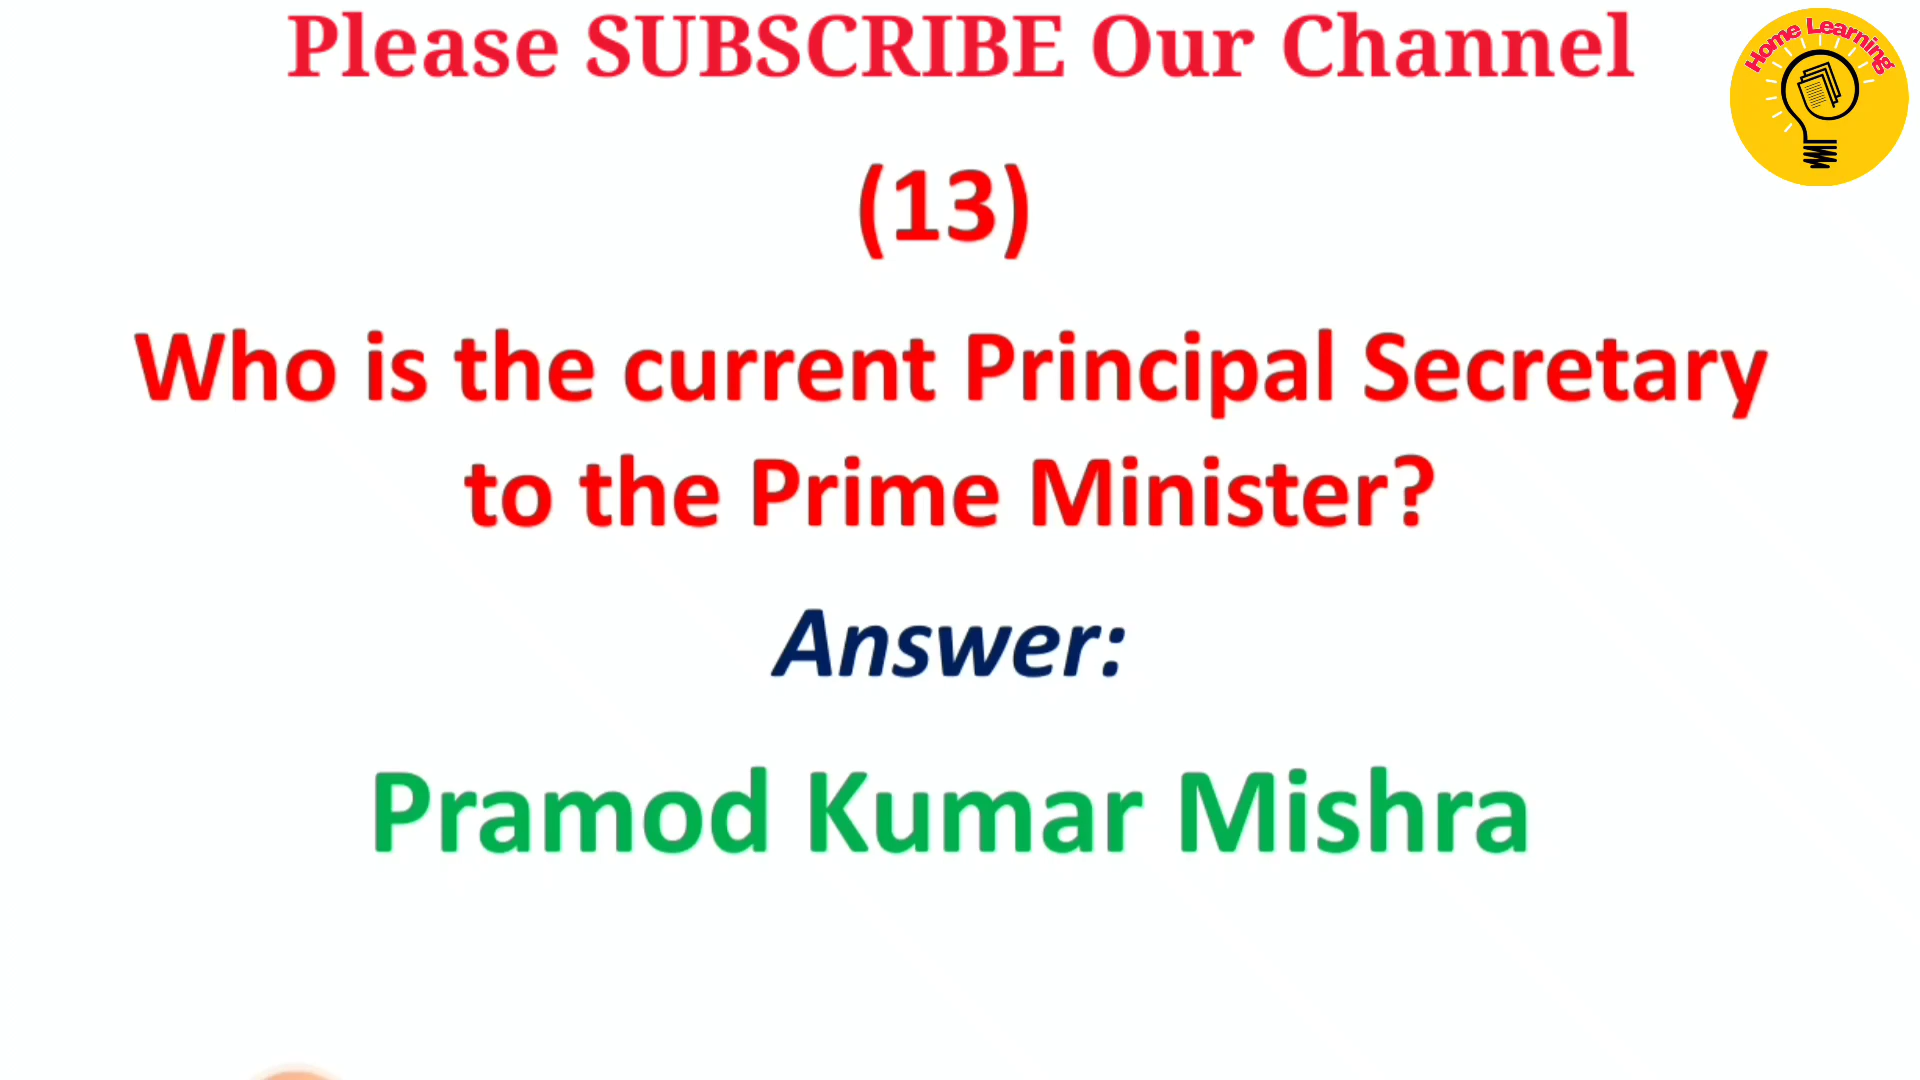 Please SUBSCRIBE Our Channel
Home Learning
(13)
Who is the current Principal Secretary
to the Prime Minister?
Answer:
Pramod Kumar Mishra